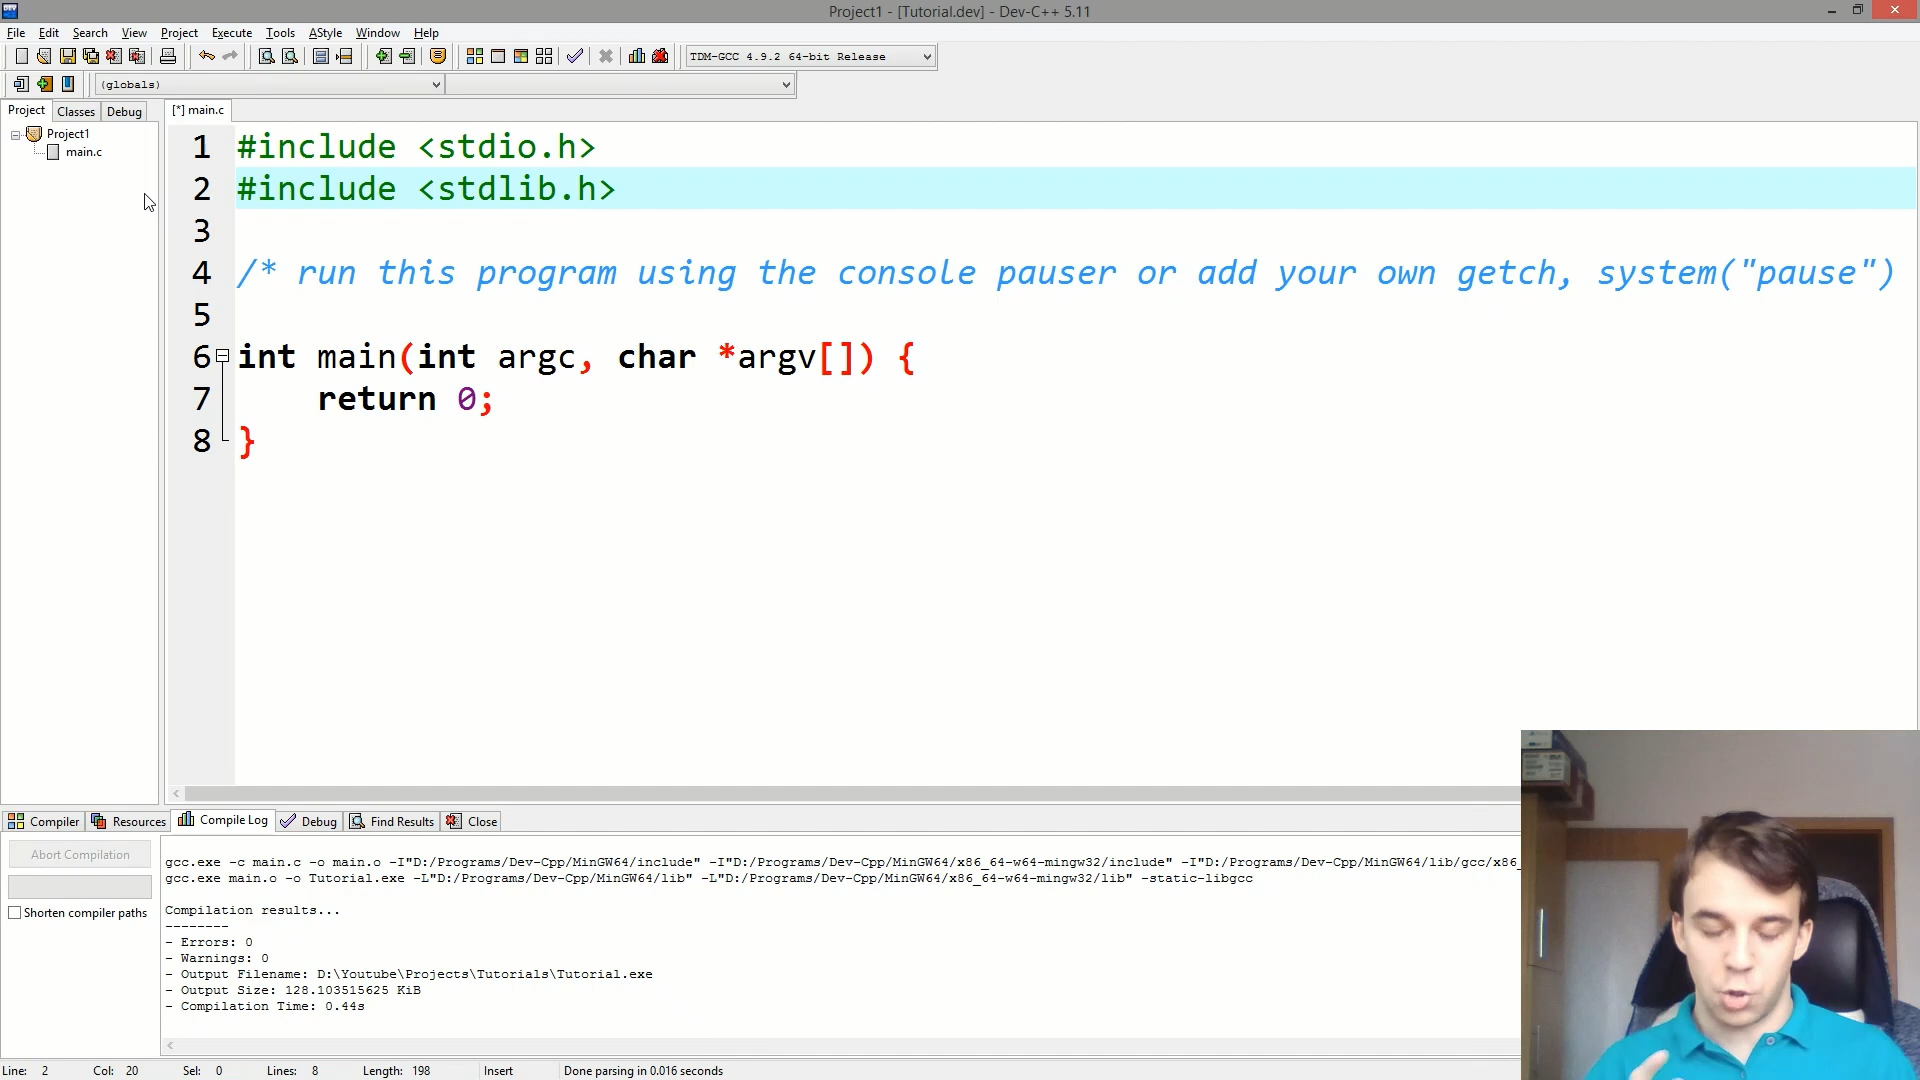 Project1 - [Tutorial.dev] - Dev-C++ 5.11
File Edit Search View Project Execute Tools AStyle Window Help
TDM-GCC 4.9.2 64-bit Release
(globals)
Project Classes Debug
[*] main.c
Project1
main.c
1 #include <stdio.h>
2 #include <stdlib.h>
3
4 /* run this program using the console pauser or add your own getch, system("pause")
5
6 int main(int argc, char *argv[]) {
7 return 0;
8 }
Compiler Resources Compile Log Debug Find Results Close
Abort Compilation
Shorten compiler paths
gcc.exe -c main.c -o main.o -I"D:/Programs/Dev-Cpp/MinGW64/include" -I"D:/Programs/Dev-Cpp/MinGW64/x86_64-w64-mingw32/include" -I"D:/Programs/Dev-Cpp/MinGW64/lib/gcc/x86_
gcc.exe main.o -o Tutorial.exe -L"D:/Programs/Dev-Cpp/MinGW64/lib" -L"D:/Programs/Dev-Cpp/MinGW64/x86_64-w64-mingw32/lib" -static-libgcc
Compilation results...
--------
- Errors: 0
- Warnings: 0
- Output Filename: D:\Youtube\Projects\Tutorials\Tutorial.exe
- Output Size: 128.103515625 KiB
- Compilation Time: 0.44s
Line: 2 Col: 20 Sel: 0 Lines: 8 Length: 198 Insert Done parsing in 0.016 seconds